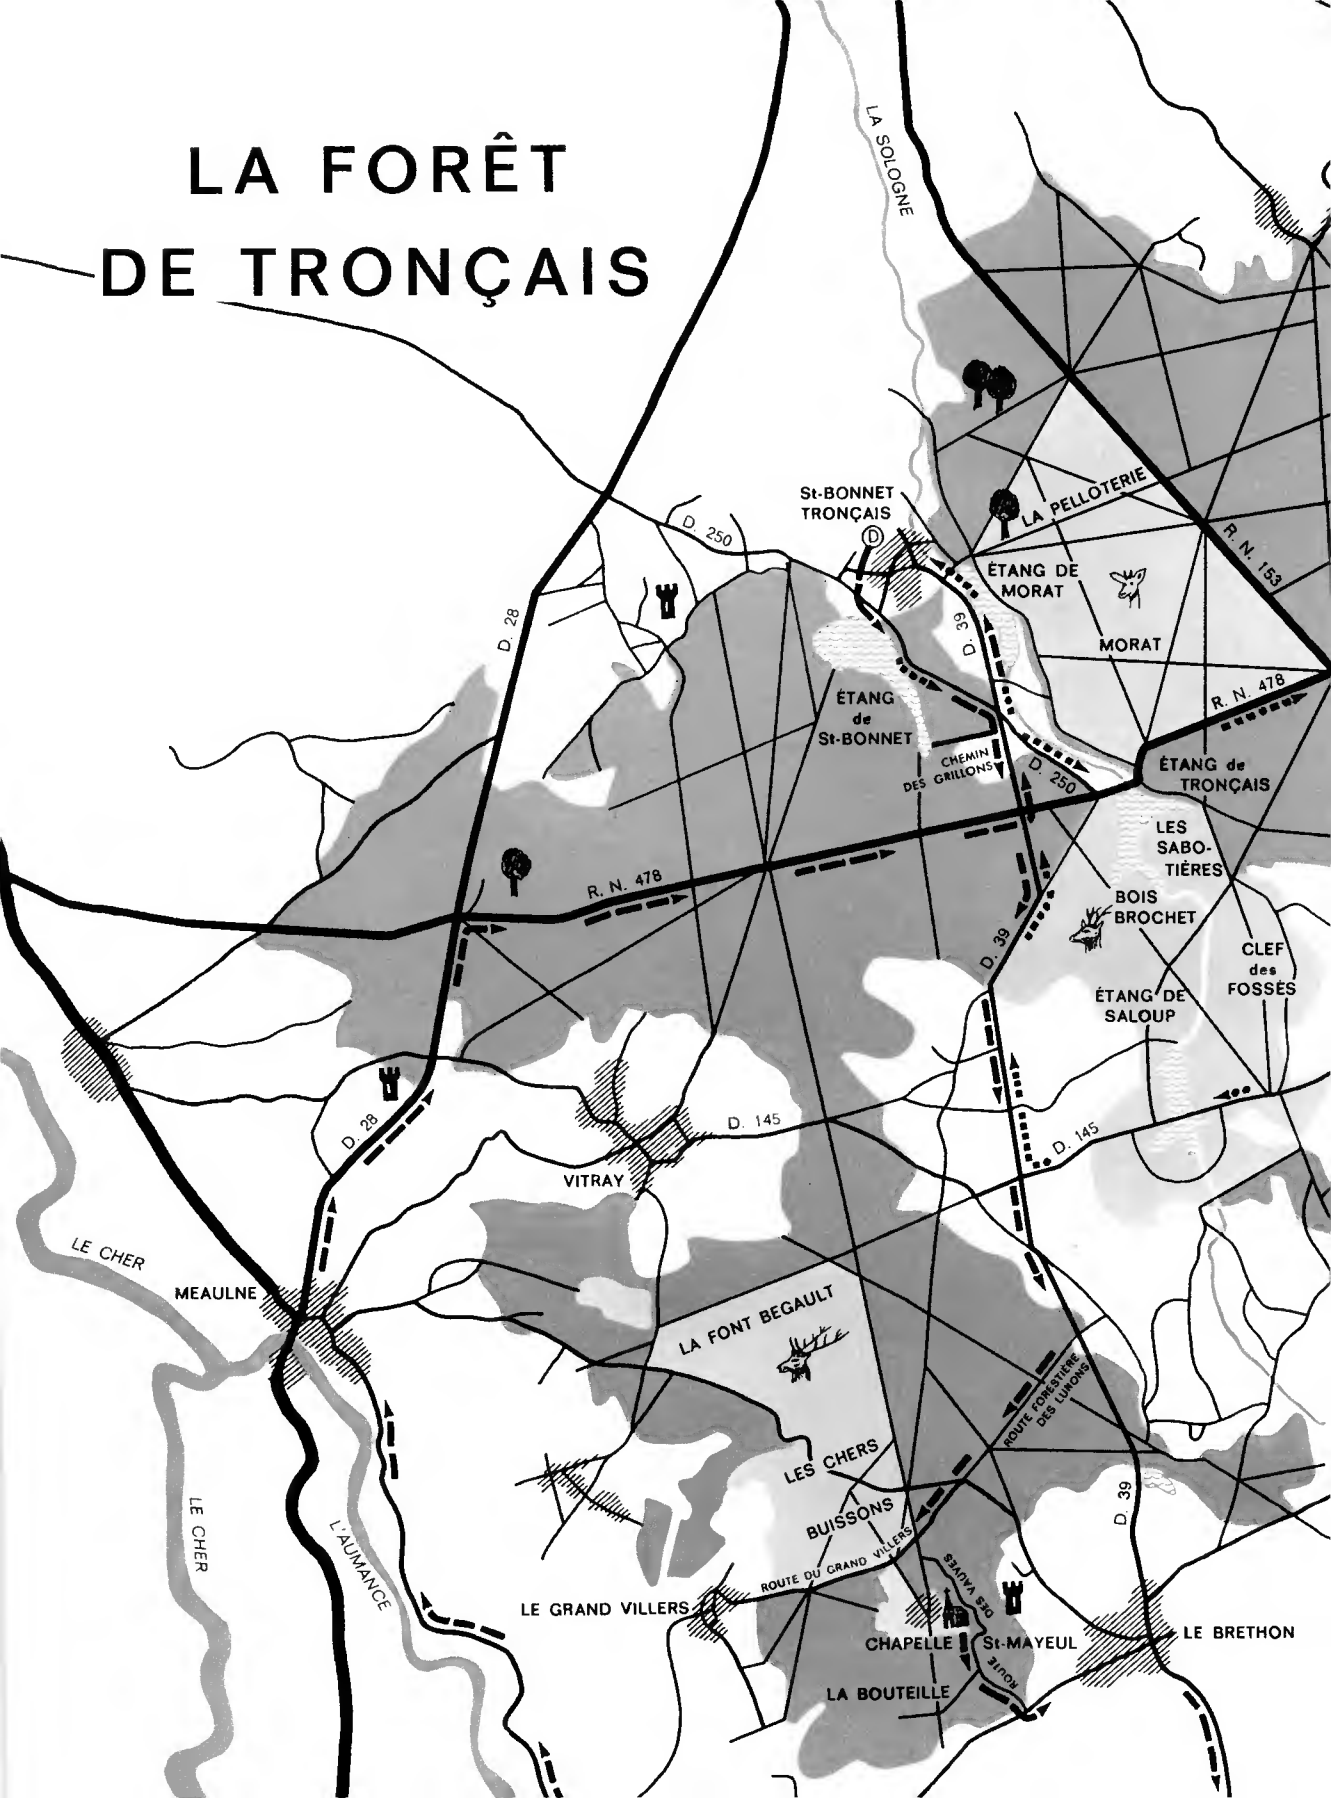 LA FORÊT
DE TRONÇAIS
LA SOLOGNE
St-BONNET
TRONÇAIS
D
LA PELLOTERIE
R. N. 153
D. 250
ÉTANG DE
MORAT
D. 28
D. 39
MORAT
R. N. 478
ÉTANG
de
St-BONNET
CHEMIN
DES GRILLONS
D. 250
ÉTANG de
TRONÇAIS
LES
SABO-
TIÈRES
R. N. 478
BOIS
BROCHET
D. 39
CLEF
des
FOSSÉS
ÉTANG DE
SALOUP
D. 28
D. 145
D. 145
VITRAY
LE CHER
MEAULNE
LA FONT BEGAULT
ROUTE FORESTIÈRE
DES LURONS
LES CHERS
BUISSONS
D. 39
LE CHER
L'AUMANCE
ROUTE DU GRAND VILLERS
LE GRAND VILLERS
ROUTE DES VAUVES
CHAPELLE St-MAYEUL
LE BRETHON
LA BOUTEILLE